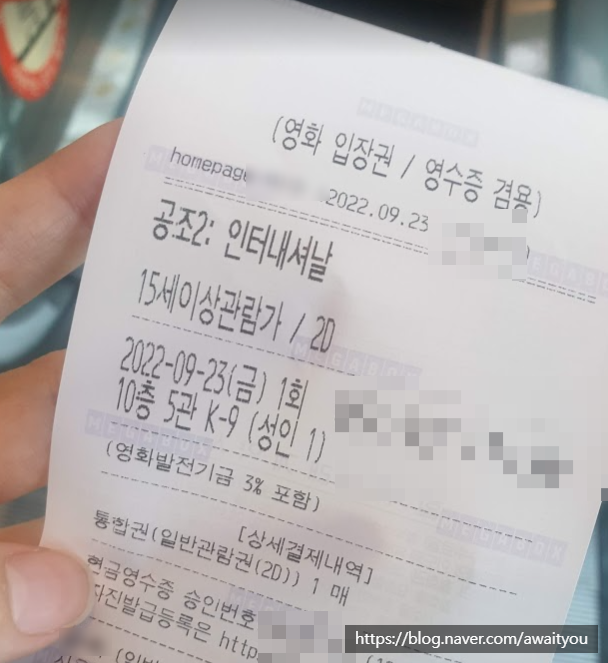 (영화 입장권 / 영수증 겸용)
homepage
2022.09.23
공조2: 인터내셔날
15세이상관람가 / 2D
2022-09-23(금) 1회
10층 5관 K-9 (성인 1)
(영화발전기금 3% 포함)
[상세결제내역]
통합권(일반관람권(2D)) 1 매
현금영수증 승인번호
자진발급등록은 http
MEGABOX
https://blog.naver.com/awaityou